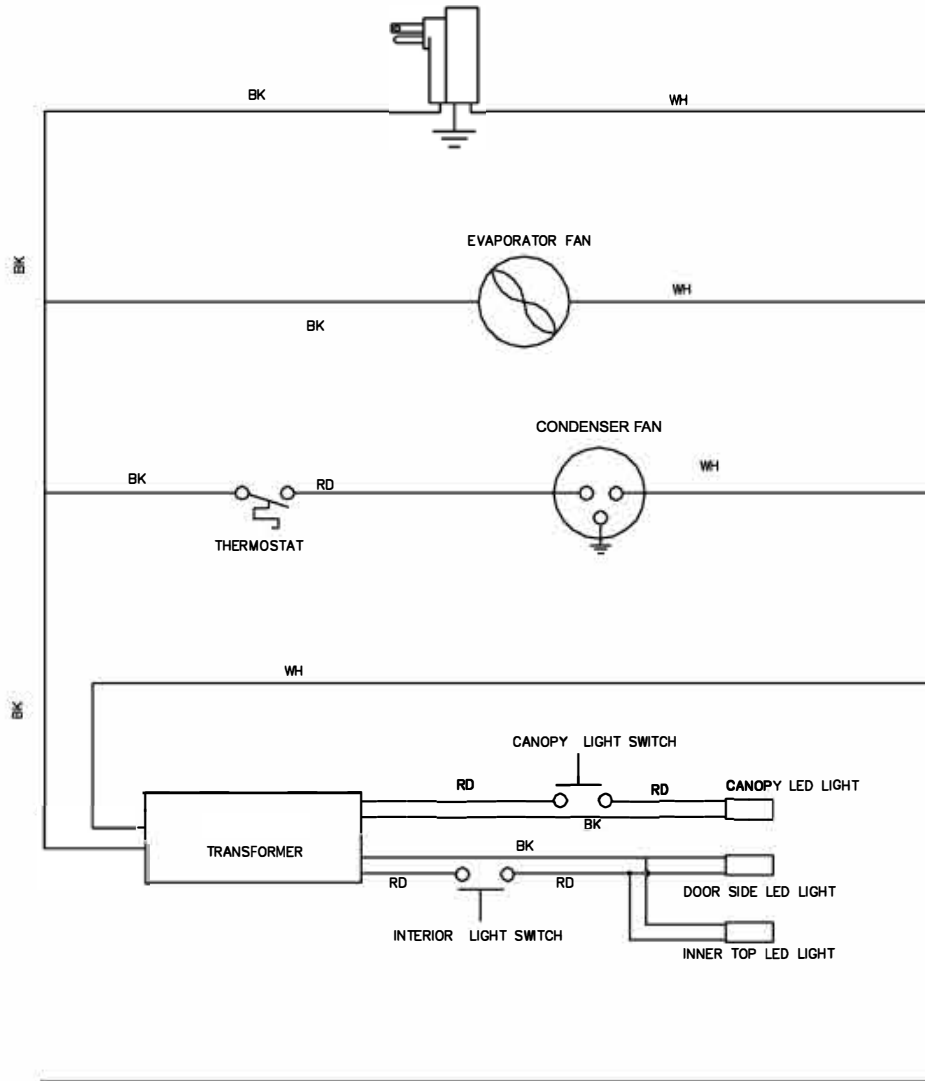 BK
WH
EVAPORATOR FAN
BK
WH
BK
CONDENSER FAN
BK
RD
WH
THERMOSTAT
WH
BK
CANOPY LIGHT SWITCH
RD
RD
CANOPY LED LIGHT
BK
TRANSFORMER
BK
RD
RD
DOOR SIDE LED LIGHT
INTERIOR LIGHT SWITCH
INNER TOP LED LIGHT